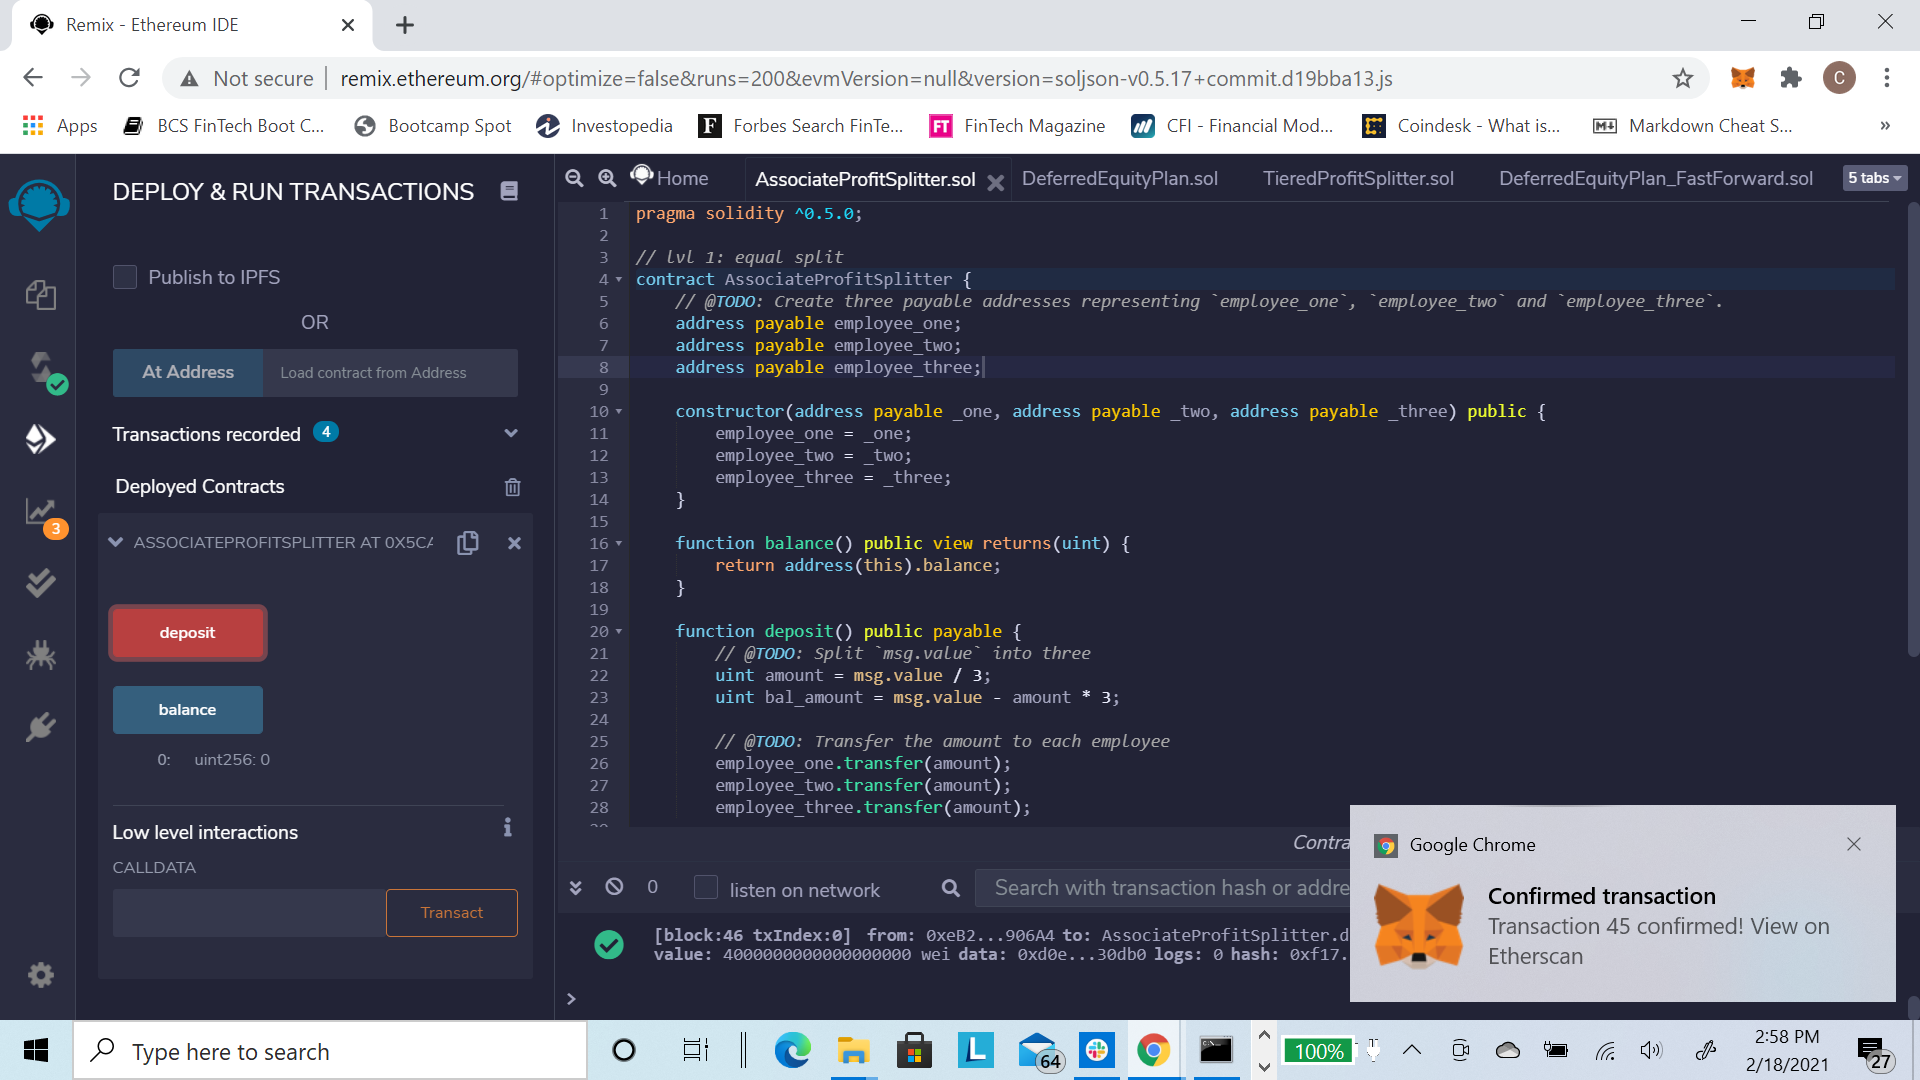 Remix - Ethereum IDE
Not secure
remix.ethereum.org/#optimize=false&runs=200&evmVersion=null&version=soljson-v0.5.17+commit.d19bba13.js
C
Apps
BCS FinTech Boot C...
Bootcamp Spot
Investopedia
F
Forbes Search FinTe...
FT
FinTech Magazine
CFI - Financial Mod...
Coindesk - What is...
Markdown Cheat S...
»
DEPLOY & RUN TRANSACTIONS
Publish to IPFS
OR
At Address
Load contract from Address
Transactions recorded 4
Deployed Contracts
3
ASSOCIATEPROFITSPLITTER AT 0X5CA
deposit
balance
0: uint256: 0
Low level interactions
i
CALLDATA
Transact
Home
AssociateProfitSplitter.sol
DeferredEquityPlan.sol
TieredProfitSplitter.sol
DeferredEquityPlan_FastForward.sol
5 tabs
1 pragma solidity ^0.5.0;
2
3 // lvl 1: equal split
4 contract AssociateProfitSplitter {
5 // @TODO: Create three payable addresses representing `employee_one`, `employee_two` and `employee_three`.
6 address payable employee_one;
7 address payable employee_two;
8 address payable employee_three;
9
10 constructor(address payable _one, address payable _two, address payable _three) public {
11 employee_one = _one;
12 employee_two = _two;
13 employee_three = _three;
14 }
15
16 function balance() public view returns(uint) {
17 return address(this).balance;
18 }
19
20 function deposit() public payable {
21 // @TODO: Split `msg.value` into three
22 uint amount = msg.value / 3;
23 uint bal_amount = msg.value - amount * 3;
24
25 // @TODO: Transfer the amount to each employee
26 employee_one.transfer(amount);
27 employee_two.transfer(amount);
28 employee_three.transfer(amount);
Contra
0
listen on network
Search with transaction hash or addre
[block:46 txIndex:0] from: 0xeB2...906A4 to: AssociateProfitSplitter.d
value: 4000000000000000000 wei data: 0xd0e...30db0 logs: 0 hash: 0xf17.
>
Google Chrome
Confirmed transaction
Transaction 45 confirmed! View on
Etherscan
Type here to search
L
64
100%
2:58 PM
2/18/2021
27